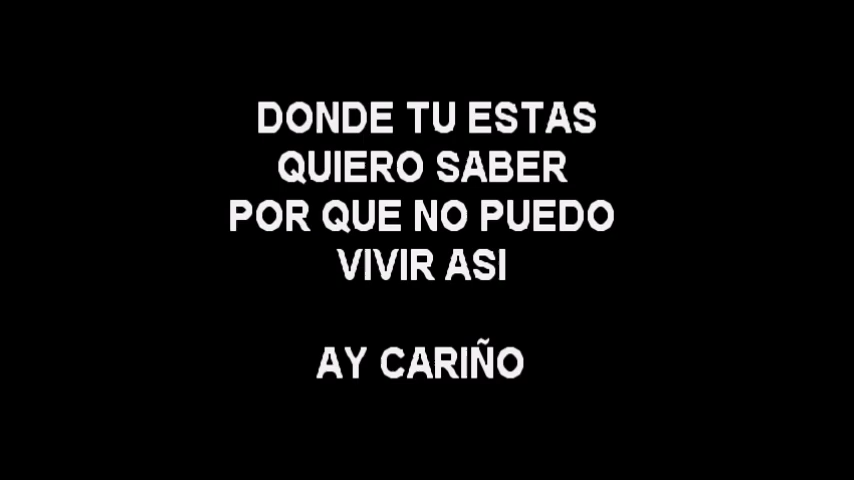 DONDE TU ESTAS
QUIERO SABER
POR QUE NO PUEDO
VIVIR ASI
AY CARIÑO